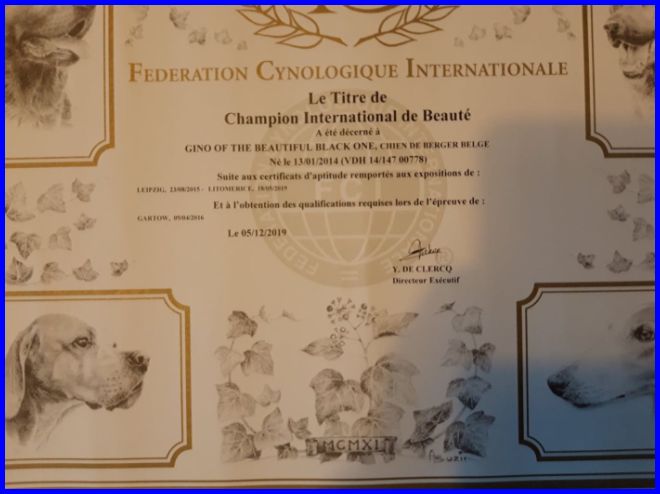 FEDERATION CYNOLOGIQUE INTERNATIONALE
Le Titre de
Champion International de Beauté
A été décerné à
GINO OF THE BEAUTIFUL BLACK ONE, CHIEN DE BERGER BELGE
Né le 13/01/2014 (VDH 14/147 00778)
Suite aux certificats d'aptitude remportés aux expositions de :
LEIPZIG, 23/08/2015 - LITOMERICE, 18/05/2019
Et à l'obtention des qualifications requises lors de l'épreuve de :
GARTOW, 09/04/2016
Le 05/12/2019
Y. DE CLERCQ
Directeur Exécutif
FCI
MCMXI